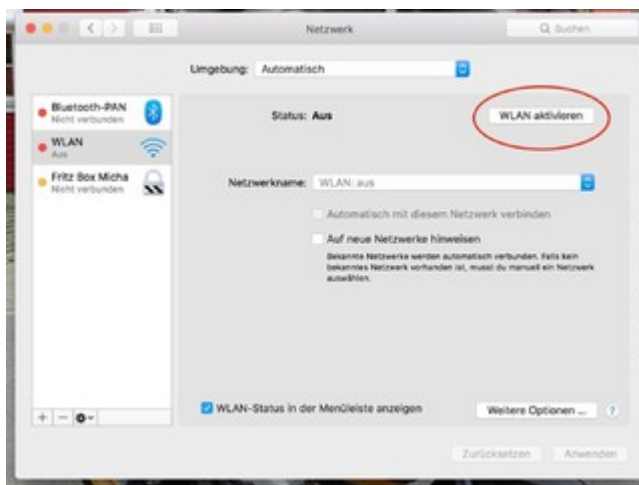 Netzwerk
Suchen
Umgebung: Automatisch
Bluetooth-PAN
Nicht verbunden
WLAN
Aus
Fritz Box Micha
Nicht verbunden
Status: Aus
WLAN aktivieren
Netzwerkname: WLAN: aus
Automatisch mit diesem Netzwerk verbinden
Auf neue Netzwerke hinweisen
Bekannte Netzwerke werden automatisch verbunden. Falls kein
bekanntes Netzwerk vorhanden ist, musst du manuell ein Netzwerk
auswählen.
WLAN-Status in der Menüleiste anzeigen
Weitere Optionen ... ?
Zurücksetzen Anwenden